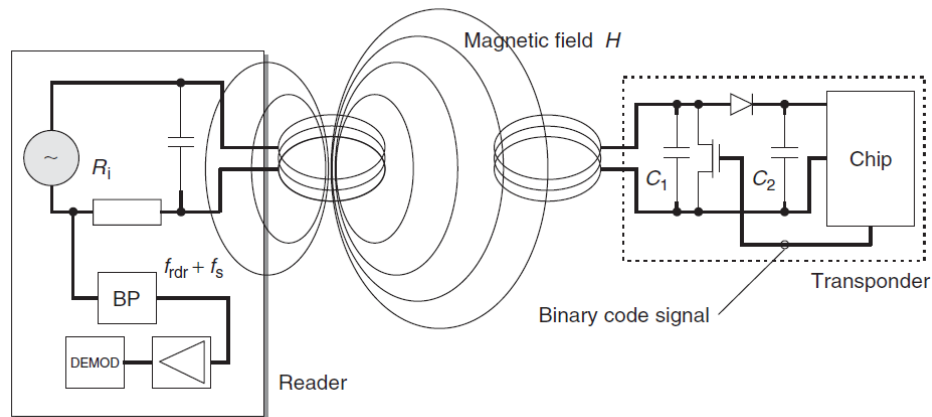 Magnetic field H
~
Ri
C1
C2
Chip
frdr + fs
BP
DEMOD
Transponder
Binary code signal
Reader